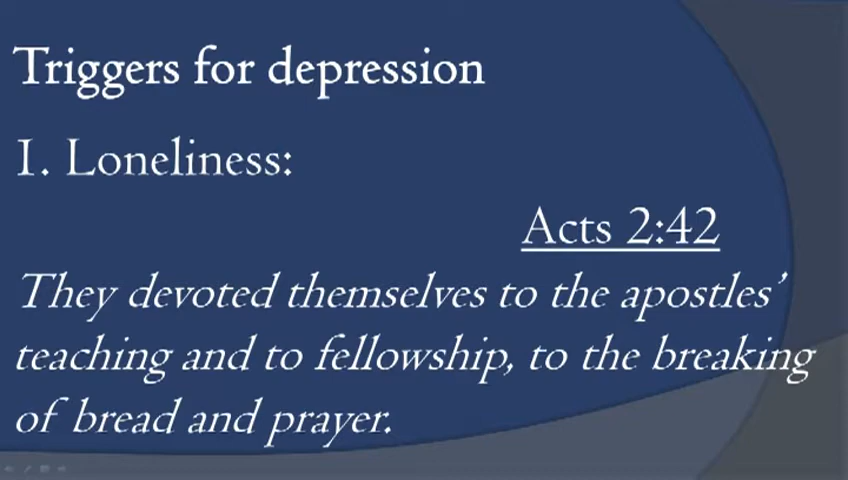 Triggers for depression
1. Loneliness:
Acts 2:42
They devoted themselves to the apostles’
teaching and to fellowship, to the breaking
of bread and prayer.